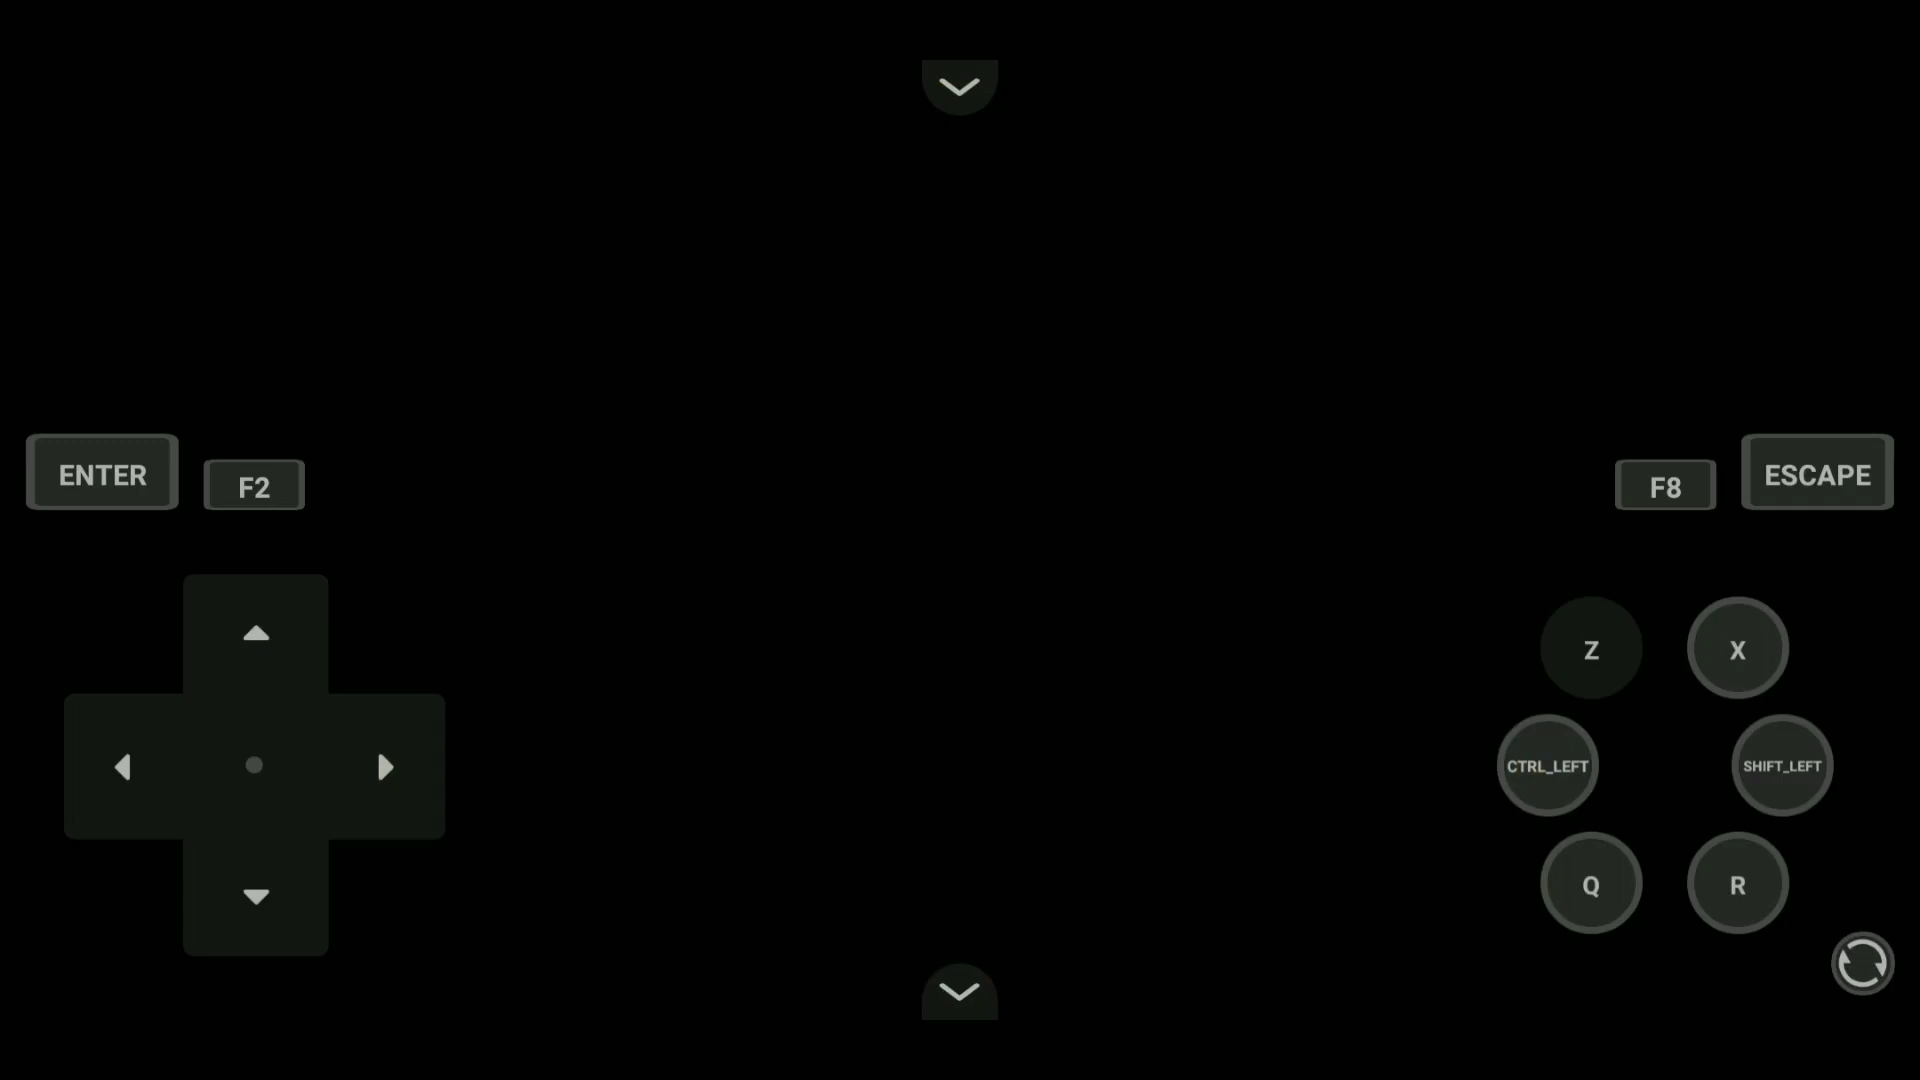 ENTER
F2
F8
ESCAPE
Z
X
CTRL_LEFT
SHIFT_LEFT
Q
R